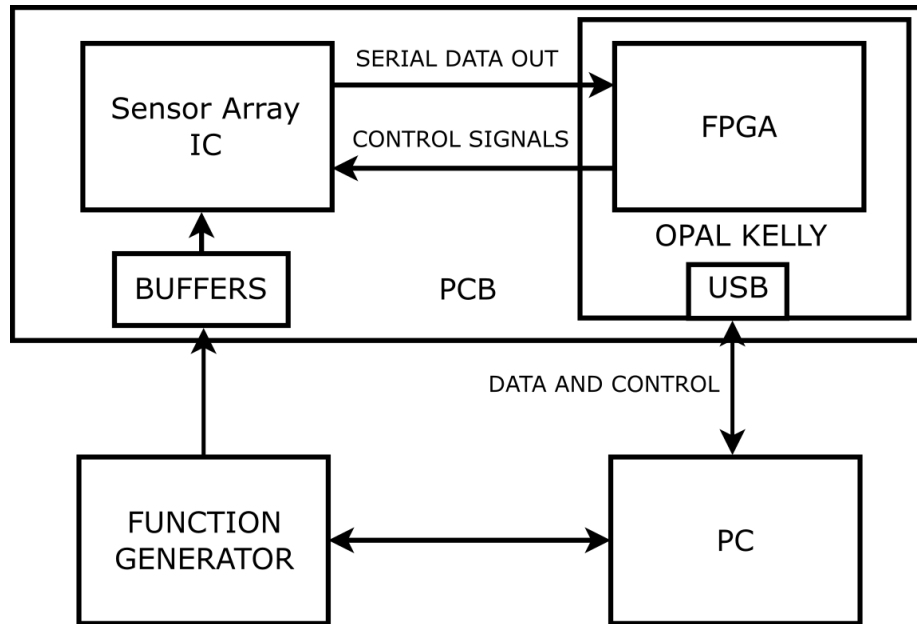 SERIAL DATA OUT
Sensor Array
IC
FPGA
CONTROL SIGNALS
OPAL KELLY
BUFFERS
PCB
USB
DATA AND CONTROL
FUNCTION
GENERATOR
PC